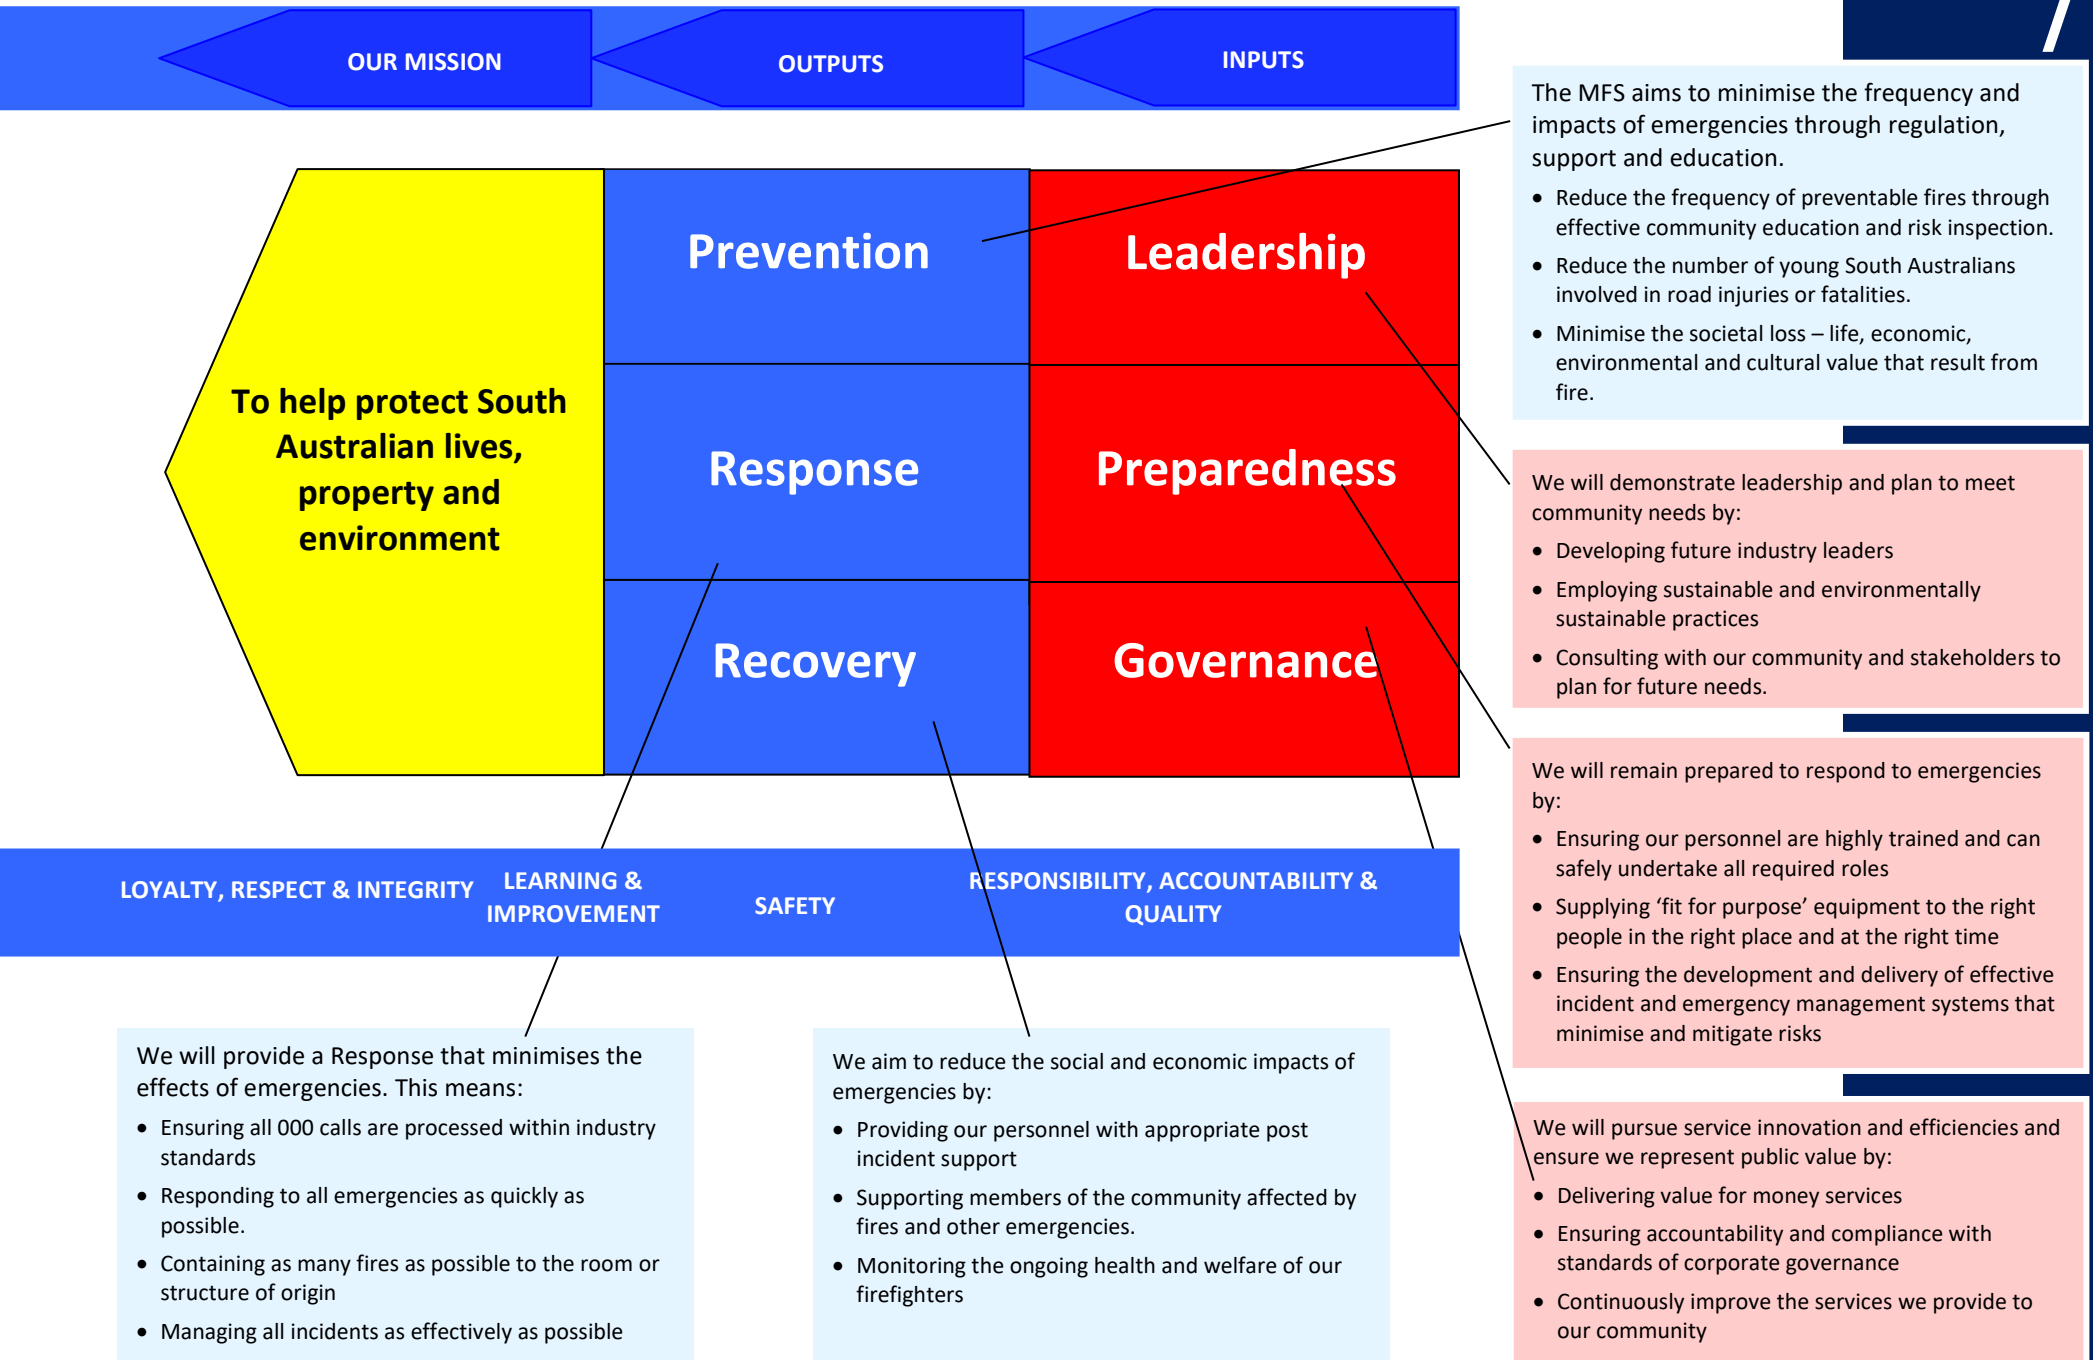 7
OUR MISSION
OUTPUTS
INPUTS
To help protect South
Australian lives,
property and
environment
Prevention
Response
Recovery
Leadership
Preparedness
Governance
The MFS aims to minimise the frequency and
impacts of emergencies through regulation,
support and education.
• Reduce the frequency of preventable fires through
effective community education and risk inspection.
• Reduce the number of young South Australians
involved in road injuries or fatalities.
• Minimise the societal loss – life, economic,
environmental and cultural value that result from
fire.
We will demonstrate leadership and plan to meet
community needs by:
• Developing future industry leaders
• Employing sustainable and environmentally
sustainable practices
• Consulting with our community and stakeholders to
plan for future needs.
We will remain prepared to respond to emergencies
by:
• Ensuring our personnel are highly trained and can
safely undertake all required roles
• Supplying ‘fit for purpose’ equipment to the right
people in the right place and at the right time
• Ensuring the development and delivery of effective
incident and emergency management systems that
minimise and mitigate risks
We will pursue service innovation and efficiencies and
ensure we represent public value by:
• Delivering value for money services
• Ensuring accountability and compliance with
standards of corporate governance
• Continuously improve the services we provide to
our community
LOYALTY, RESPECT & INTEGRITY
LEARNING &
IMPROVEMENT
SAFETY
RESPONSIBILITY, ACCOUNTABILITY &
QUALITY
We will provide a Response that minimises the
effects of emergencies. This means:
• Ensuring all 000 calls are processed within industry
standards
• Responding to all emergencies as quickly as
possible.
• Containing as many fires as possible to the room or
structure of origin
• Managing all incidents as effectively as possible
We aim to reduce the social and economic impacts of
emergencies by:
• Providing our personnel with appropriate post
incident support
• Supporting members of the community affected by
fires and other emergencies.
• Monitoring the ongoing health and welfare of our
firefighters